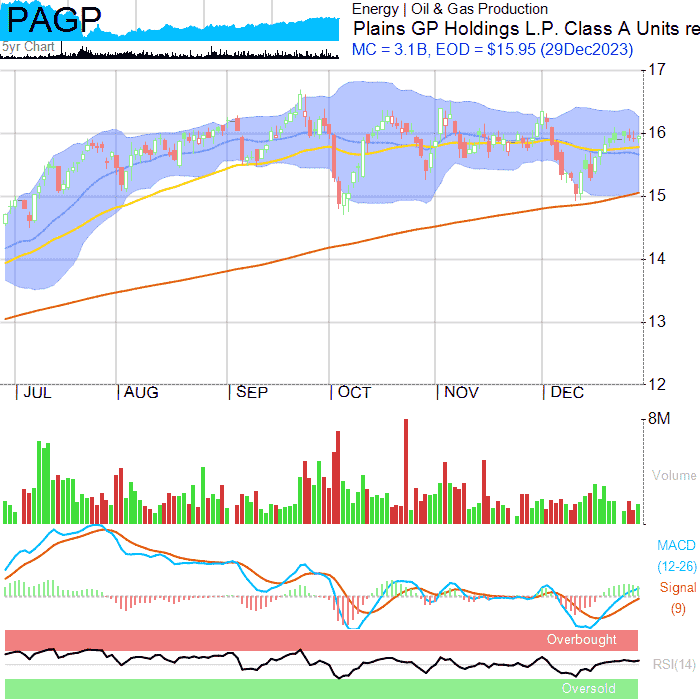 PAGP
5yr Chart
Energy | Oil & Gas Production
Plains GP Holdings L.P. Class A Units re
MC = 3.1B, EOD = $15.95 (29Dec2023)
17
16
15
14
13
12
| JUL | AUG | SEP | OCT | NOV | DEC
8M
Volume
MACD
(12-26)
Signal
(9)
Overbought
RSI(14)
Oversold